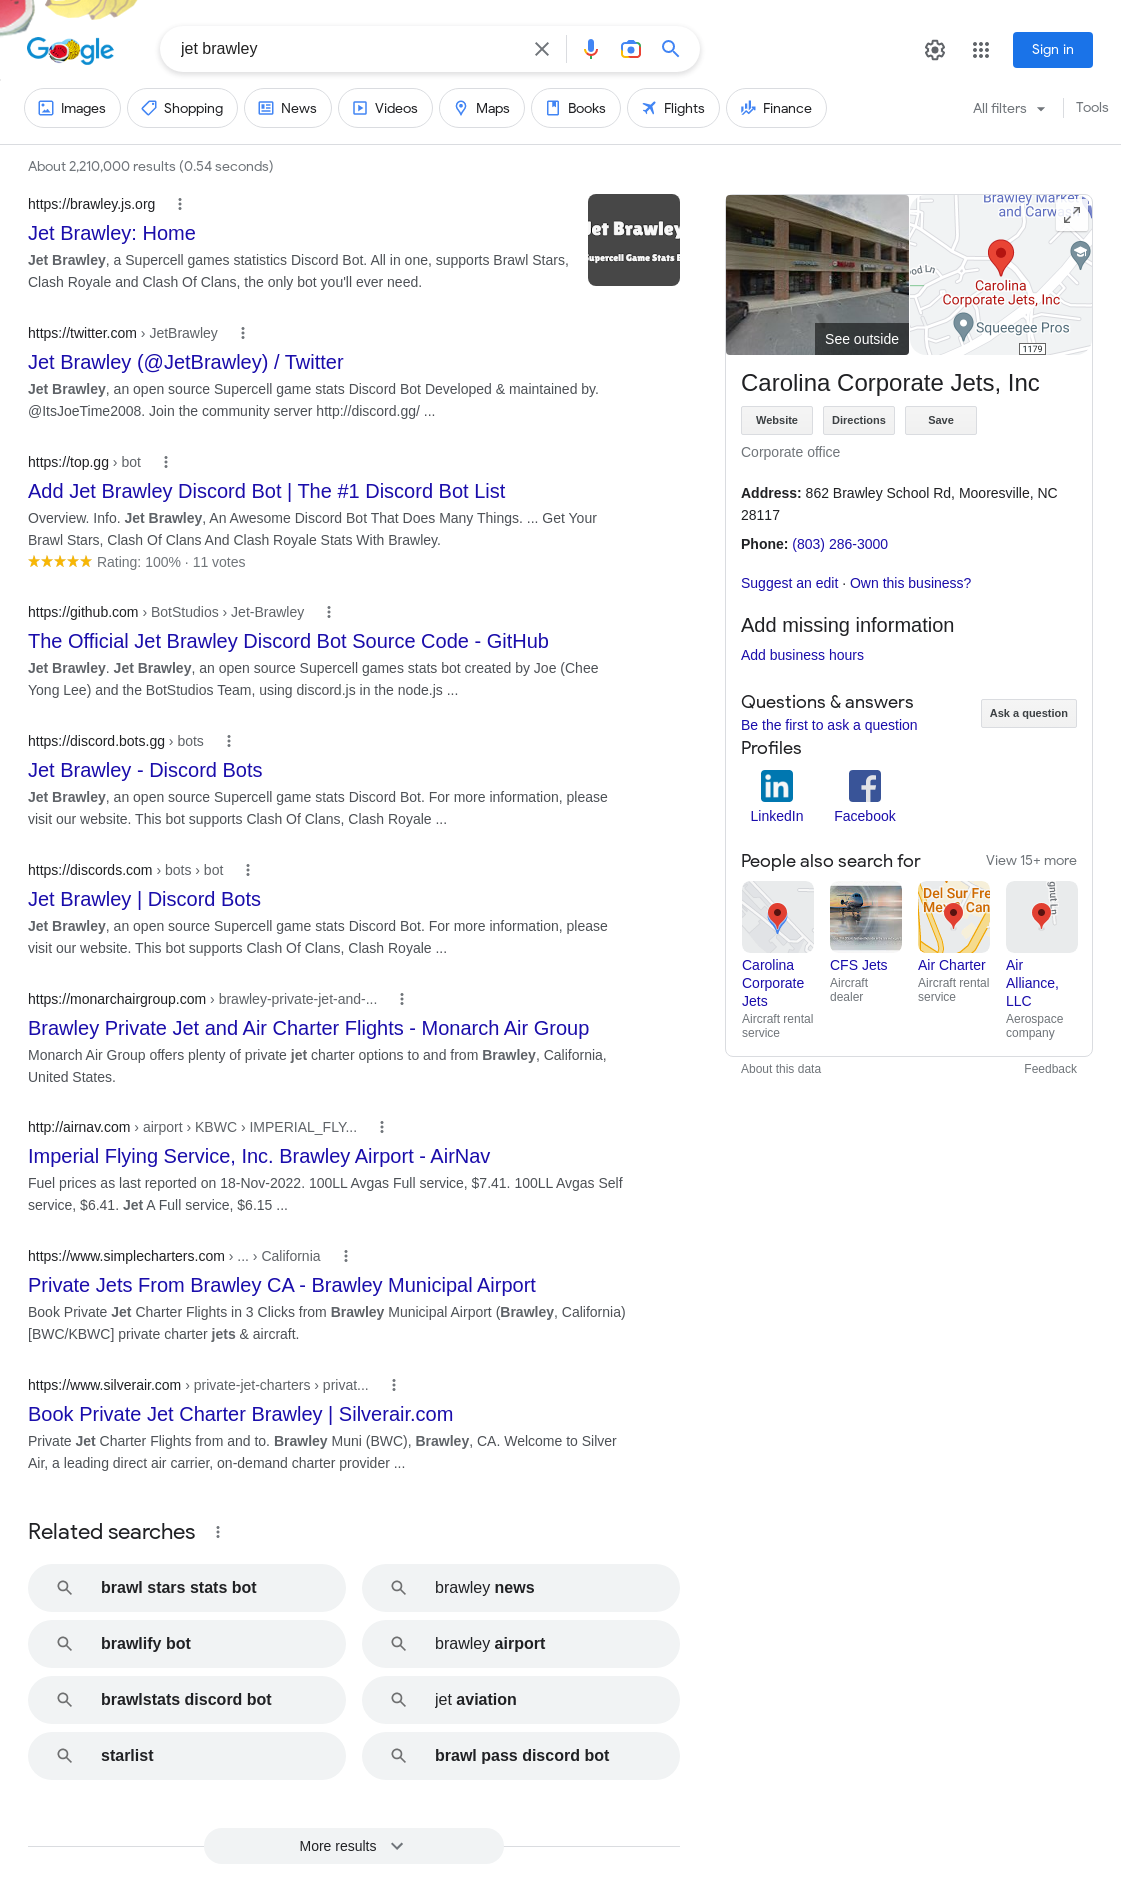 Google
jet brawley
Sign in
Images
Shopping
News
Videos
Maps
Books
Flights
Finance
All filters
Tools
About 2,210,000 results (0.54 seconds)
https://brawley.js.org
Jet Brawley: Home
Jet Brawley, a Supercell games statistics Discord Bot. All in one, supports Brawl Stars,
Clash Royale and Clash Of Clans, the only bot you'll ever need.
Jet Brawley
Supercell Game Stats B
https://twitter.com › JetBrawley
Jet Brawley (@JetBrawley) / Twitter
Jet Brawley, an open source Supercell game stats Discord Bot Developed & maintained by.
@ItsJoeTime2008. Join the community server http://discord.gg/ ...
https://top.gg › bot
Add Jet Brawley Discord Bot | The #1 Discord Bot List
Overview. Info. Jet Brawley, An Awesome Discord Bot That Does Many Things. ... Get Your
Brawl Stars, Clash Of Clans And Clash Royale Stats With Brawley.
Rating: 100% · 11 votes
https://github.com › BotStudios › Jet-Brawley
The Official Jet Brawley Discord Bot Source Code - GitHub
Jet Brawley. Jet Brawley, an open source Supercell games stats bot created by Joe (Chee
Yong Lee) and the BotStudios Team, using discord.js in the node.js ...
https://discord.bots.gg › bots
Jet Brawley - Discord Bots
Jet Brawley, an open source Supercell game stats Discord Bot. For more information, please
visit our website. This bot supports Clash Of Clans, Clash Royale ...
https://discords.com › bots › bot
Jet Brawley | Discord Bots
Jet Brawley, an open source Supercell game stats Discord Bot. For more information, please
visit our website. This bot supports Clash Of Clans, Clash Royale ...
https://monarchairgroup.com › brawley-private-jet-and-...
Brawley Private Jet and Air Charter Flights - Monarch Air Group
Monarch Air Group offers plenty of private jet charter options to and from Brawley, California,
United States.
http://airnav.com › airport › KBWC › IMPERIAL_FLY...
Imperial Flying Service, Inc. Brawley Airport - AirNav
Fuel prices as last reported on 18-Nov-2022. 100LL Avgas Full service, $7.41. 100LL Avgas Self
service, $6.41. Jet A Full service, $6.15 ...
https://www.simplecharters.com › ... › California
Private Jets From Brawley CA - Brawley Municipal Airport
Book Private Jet Charter Flights in 3 Clicks from Brawley Municipal Airport (Brawley, California)
[BWC/KBWC] private charter jets & aircraft.
https://www.silverair.com › private-jet-charters › privat...
Book Private Jet Charter Brawley | Silverair.com
Private Jet Charter Flights from and to. Brawley Muni (BWC), Brawley, CA. Welcome to Silver
Air, a leading direct air carrier, on-demand charter provider ...
Related searches
brawl stars stats bot
brawley news
brawlify bot
brawley airport
brawlstats discord bot
jet aviation
starlist
brawl pass discord bot
More results
See outside
Brawley Market
and Carwa
od Ln
Carolina
Corporate Jets, Inc
Squeegee Pros
1179
Carolina Corporate Jets, Inc
Website
Directions
Save
Corporate office
Address: 862 Brawley School Rd, Mooresville, NC
28117
Phone: (803) 286-3000
Suggest an edit · Own this business?
Add missing information
Add business hours
Questions & answers
Be the first to ask a question
Ask a question
Profiles
LinkedIn
Facebook
People also search for
View 15+ more
Carolina
Corporate
Jets
Aircraft rental
service
CFS Jets
Aircraft
dealer
Del Sur Fre
Mex Can
Air Charter
Aircraft rental
service
gnut Ln
Air
Alliance,
LLC
Aerospace
company
About this data
Feedback